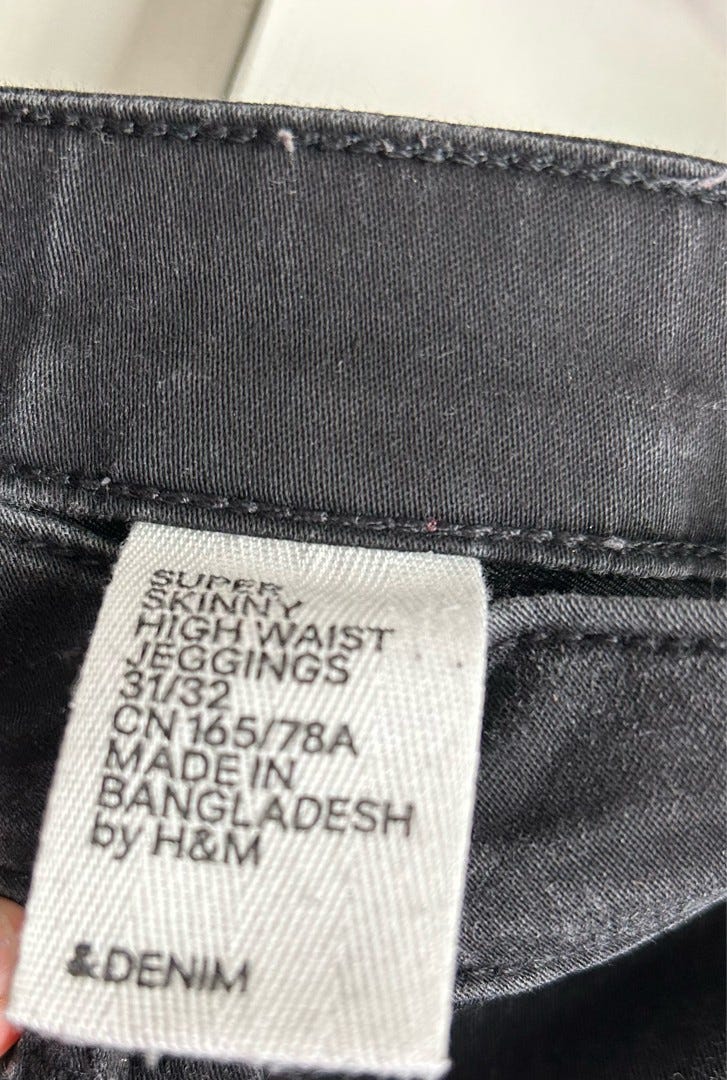 SUPER
SKINNY
HIGH WAIST
JEGGINGS
31/32
CN 165/78A
MADE IN
BANGLADESH
by H&M
&DENIM